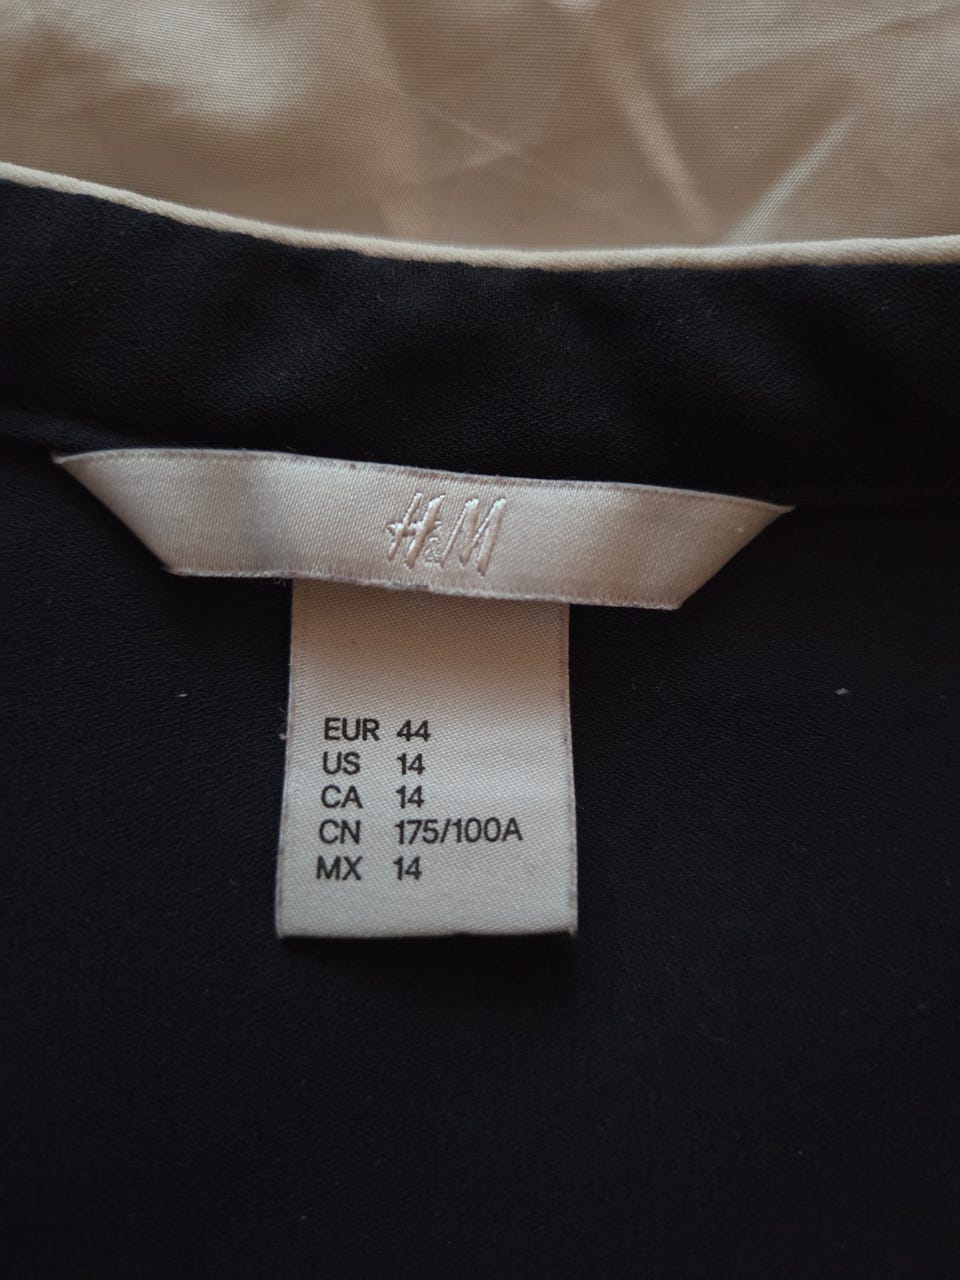 H&M
EUR 44
US 14
CA 14
CN 175/100A
MX 14